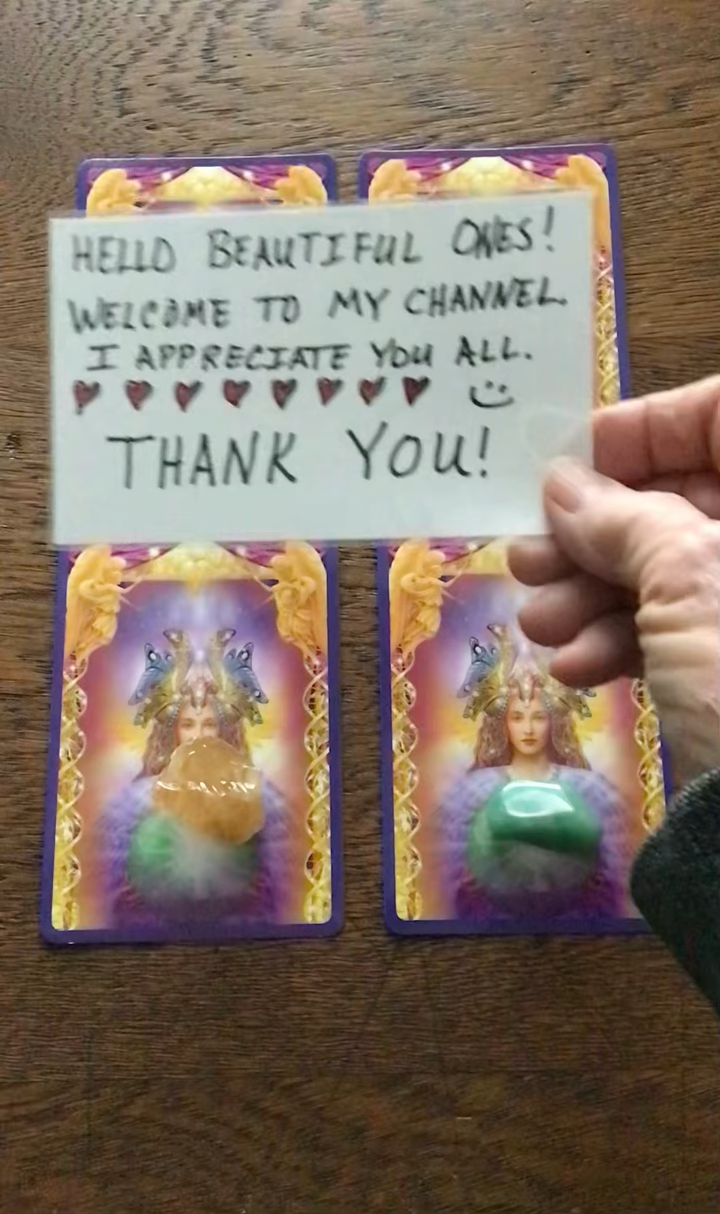 HELLO BEAUTIFUL ONES!
WELCOME TO MY CHANNEL.
I APPRECIATE YOU ALL.
♥ ♥ ♥ ♥ ♥ ♥ ♥ ♥ ☺
THANK YOU!